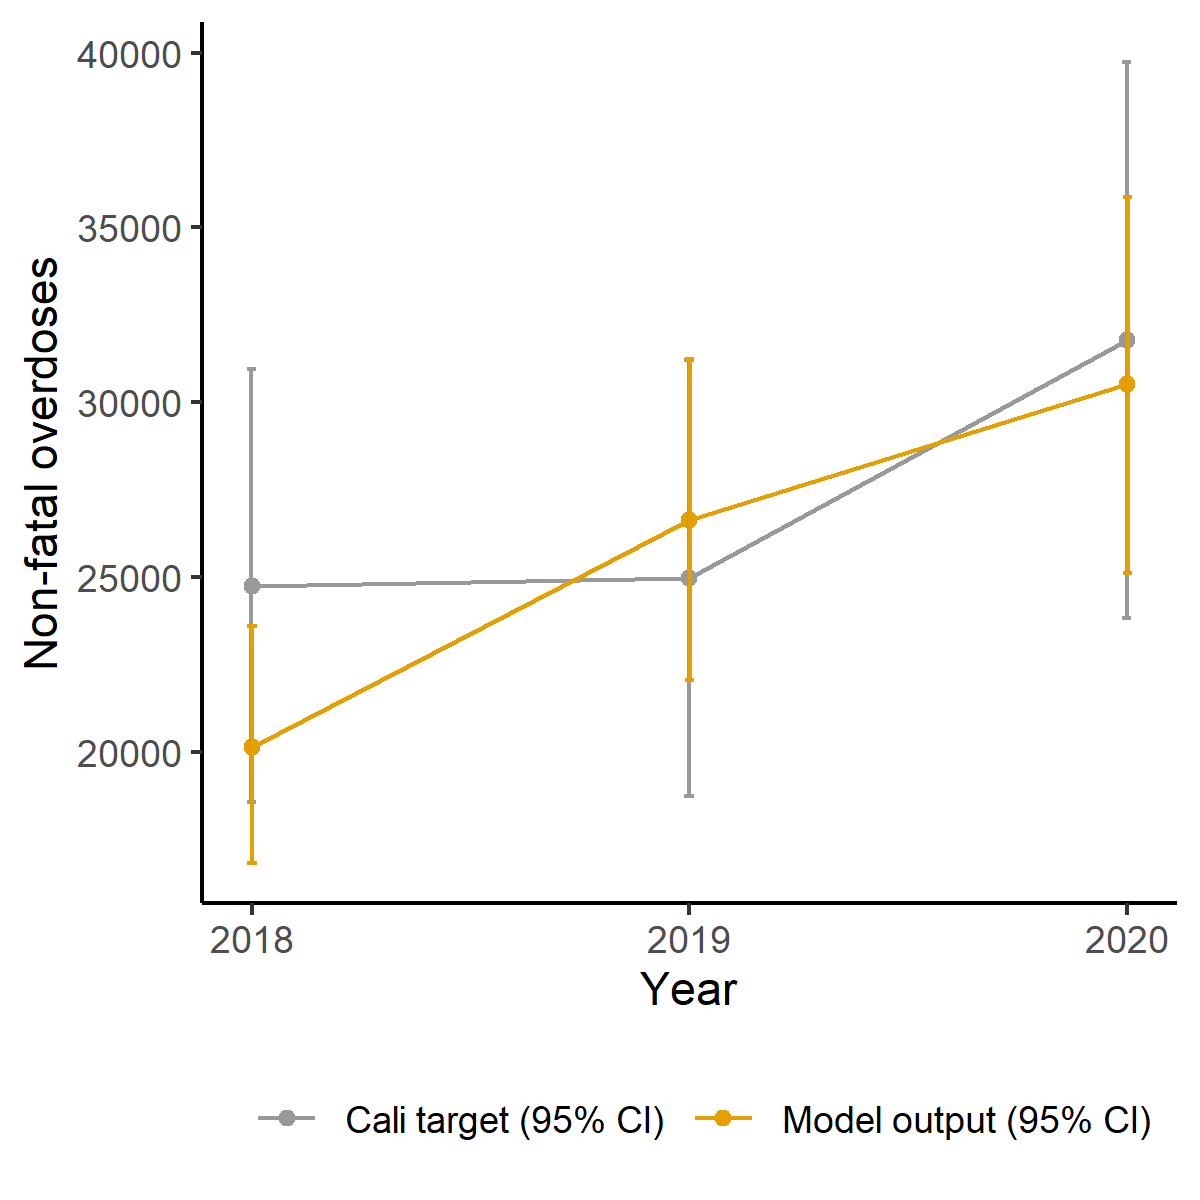 40000
35000
30000
25000
20000
Non-fatal overdoses
2018 2019 2020
Year
Cali target (95% CI) Model output (95% CI)